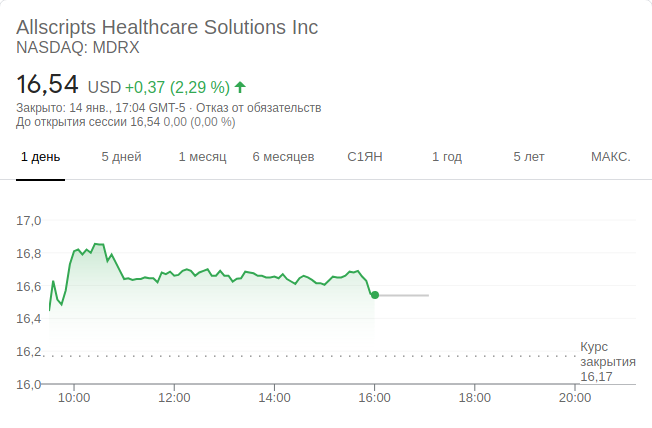 Allscripts Healthcare Solutions Inc
NASDAQ: MDRX
16,54 USD +0,37 (2,29 %)
Закрыто: 14 янв., 17:04 GMT-5 · Отказ от обязательств
До открытия сессии 16,54 0,00 (0,00 %)
1 день 5 дней 1 месяц 6 месяцев С1ЯН 1 год 5 лет МАКС.
17,0
16,8
16,6
16,4
16,2
16,0
Курс
закрытия
16,17
10:00 12:00 14:00 16:00 18:00 20:00